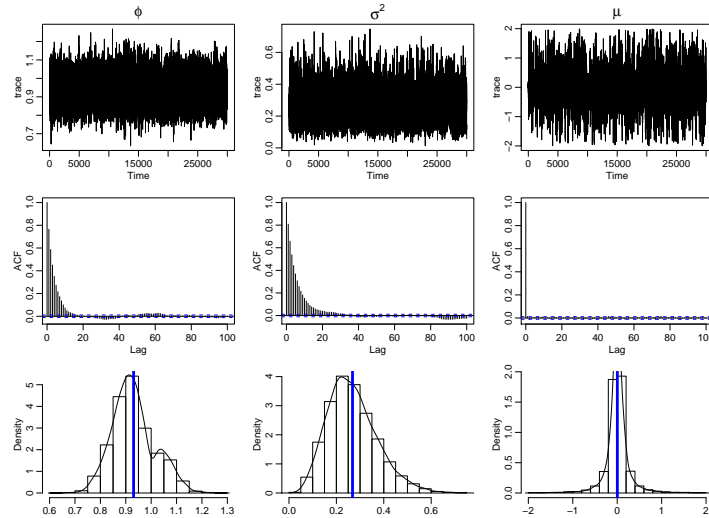 ϕ
σ²
μ
trace
0.7 0.9 1.1
0 5000 15000 25000
Time
trace
0.0 0.2 0.4 0.6
0 5000 15000 25000
Time
trace
−2 −1 0 1 2
0 5000 15000 25000
Time
ACF
0.0 0.2 0.4 0.6 0.8 1.0
0 20 40 60 80 100
Lag
ACF
0.0 0.2 0.4 0.6 0.8 1.0
0 20 40 60 80 100
Lag
ACF
0.0 0.2 0.4 0.6 0.8 1.0
0 20 40 60 80 100
Lag
Density
0 1 2 3 4 5
0.6 0.7 0.8 0.9 1.0 1.1 1.2 1.3
Density
0 1 2 3 4
0.0 0.2 0.4 0.6
Density
0.0 0.5 1.0 1.5 2.0
−2 −1 0 1 2